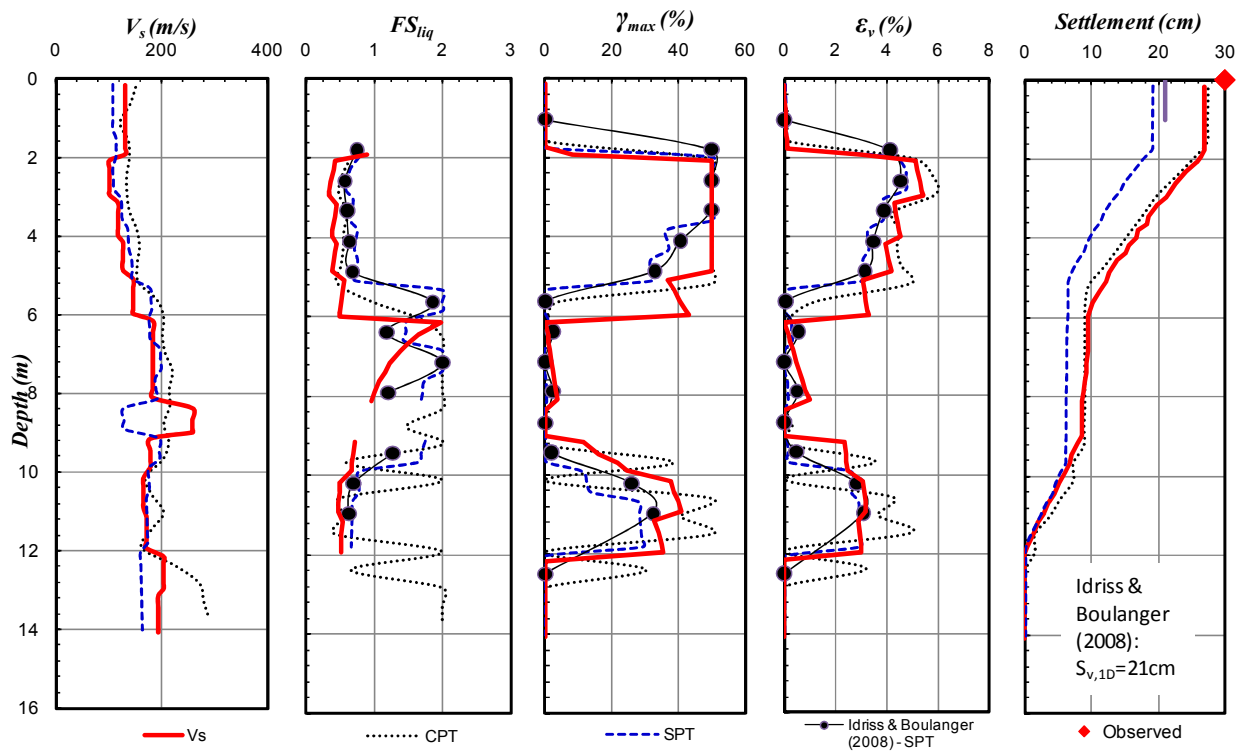 Vs (m/s)
FSliq
γmax (%)
εv (%)
Settlement (cm)
0 200 400
0 1 2 3
0 20 40 60
0 2 4 6 8
0 10 20 30
0
2
4
6
8
10
12
14
16
Depth (m)
Idriss &
Boulanger
(2008):
Sv,1D=21cm
Vs
CPT
SPT
Idriss & Boulanger
(2008) - SPT
Observed